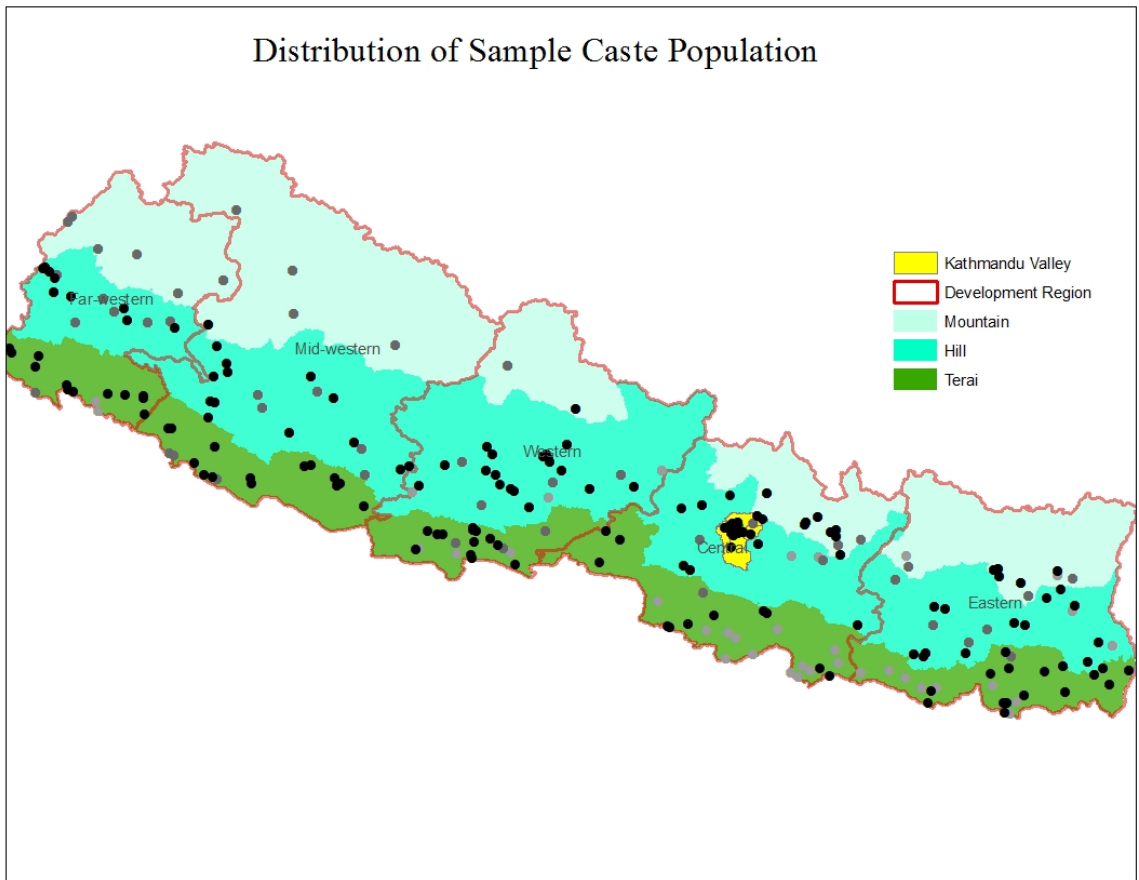 Distribution of Sample Caste Population
Kathmandu Valley
Development Region
Mountain
Hill
Terai
Far-western
Mid-western
Western
Central
Eastern